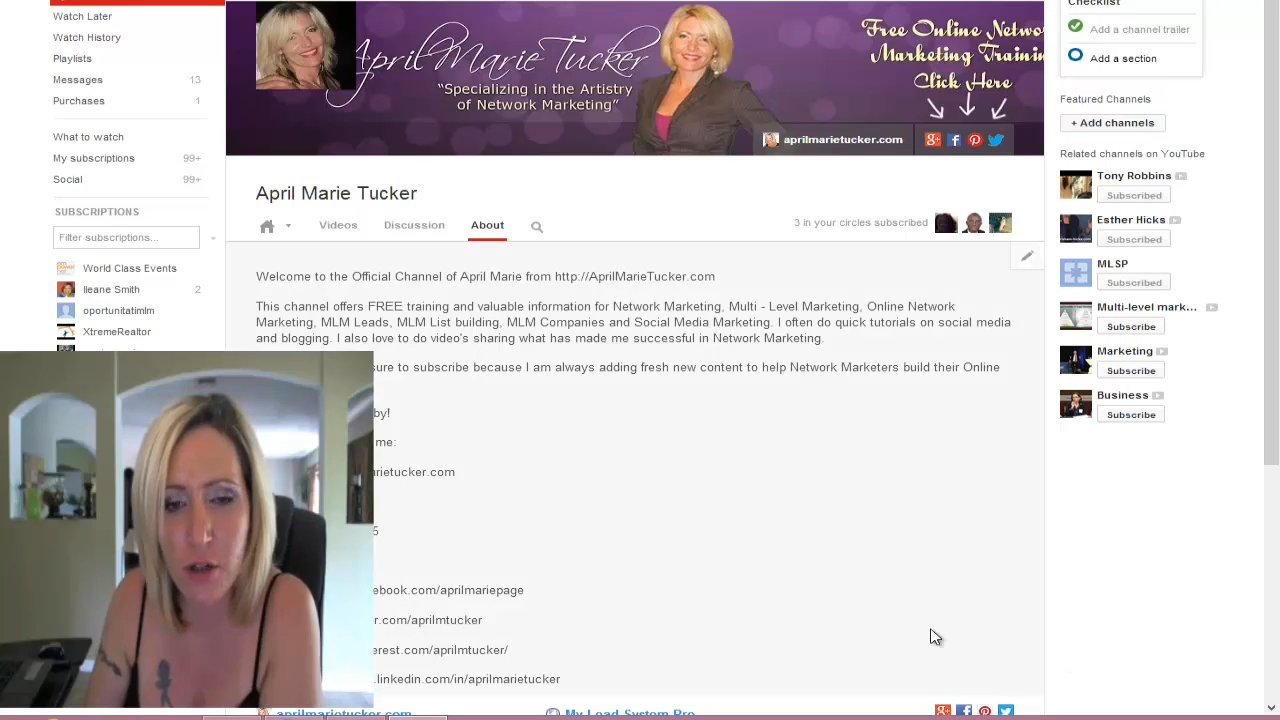 Checklist
Watch Later
Watch History
Playlists
Messages 13
Purchases 1
What to watch
My subscriptions 99+
Social 99+
SUBSCRIPTIONS
Filter subscriptions...
World Class Events
Ileane Smith 2
oportunitatimlm
XtremeRealtor
April Marie Tucker
"Specializing in the Artistry
of Network Marketing"
Free Online Netwo
Marketing Training
Click Here
aprilmarietucker.com
April Marie Tucker
Videos Discussion About
3 in your circles subscribed
Welcome to the Official Channel of April Marie from http://AprilMarieTucker.com
This channel offers FREE training and valuable information for Network Marketing, Multi - Level Marketing, Online Network
Marketing, MLM Leads, MLM List building, MLM Companies and Social Media Marketing. I often do quick tutorials on social media
and blogging. I also love to do video's sharing what has made me successful in Network Marketing.
sure to subscribe because I am always adding fresh new content to help Network Marketers build their Online
by!
me:
rietucker.com
5
ebook.com/aprilmariepage
r.com/aprilmtucker
erest.com/aprilmtucker/
.linkedin.com/in/aprilmarietucker
aprilmarietucker.com My Lead System Pro
Add a channel trailer
Add a section
Featured Channels
+ Add channels
Related channels on YouTube
Tony Robbins
Subscribed
Esther Hicks
Subscribed
MLSP
Subscribed
Multi-level mark...
Subscribe
Marketing
Subscribe
Business
Subscribe